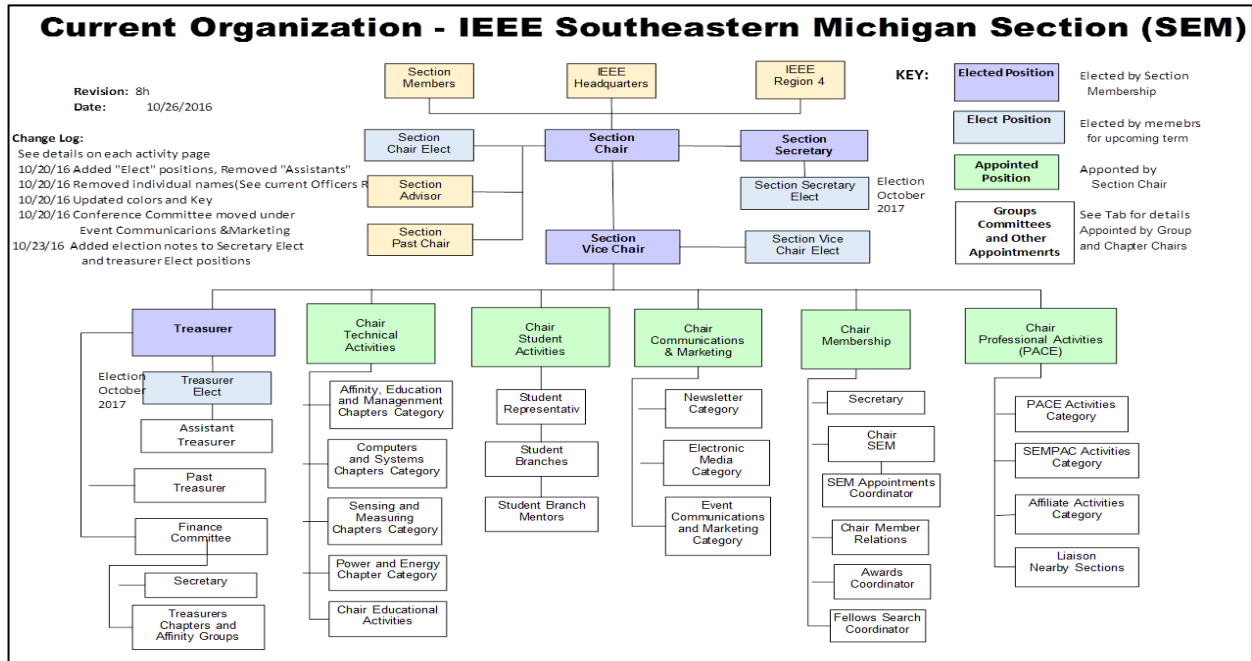 Current Organization - IEEE Southeastern Michigan Section (SEM)
Revision: 8h
Date: 10/26/2016
Change Log:
See details on each activity page
10/20/16 Added "Elect" positions, Removed "Assistants"
10/20/16 Removed individual names(See current Officers R
10/20/16 Updated colors and Key
10/20/16 Conference Committee moved under
Event Communicarions &Marketing
10/23/16 Added election notes to Secretary Elect
and treasurer Elect positions
Section
Members
IEEE
Headquarters
IEEE
Region 4
KEY:
Elected Position
Elected by Section
Membership
Elect Position
Elected by memebrs
for upcoming term
Appointed
Position
Apponted by
Section Chair
Groups
Committees
and Other
Appointmenrts
See Tab for details
Appointed by Group
and Chapter Chairs
Section
Chair Elect
Section
Chair
Section
Secretary
Section
Advisor
Section Secretary
Elect
Election
October
2017
Section
Past Chair
Section
Vice Chair
Section Vice
Chair Elect
Treasurer
Election
October
2017
Treasurer
Elect
Assistant
Treasurer
Past
Treasurer
Finance
Committee
Secretary
Treasurers
Chapters and
Affinity Groups
Chair
Technical
Activities
Affinity, Education
and Managenment
Chapters Category
Computers
and Systems
Chapters Category
Sensing and
Measuring
Chapters Category
Power and Energy
Chapter Category
Chair Educational
Activities
Chair
Student
Activities
Student
Representativ
Student
Branches
Student Branch
Mentors
Chair
Communications
& Marketing
Newsletter
Category
Electronic
Media
Category
Event
Communications
and Marketing
Category
Chair
Membership
Secretary
Chair
SEM
SEM Appointments
Coordinator
Chair Member
Relations
Awards
Coordinator
Fellows Search
Coordinator
Chair
Professional Activities
(PACE)
PACE Activities
Category
SEMPAC Activities
Category
Affiliate Activities
Category
Liaison
Nearby Sections